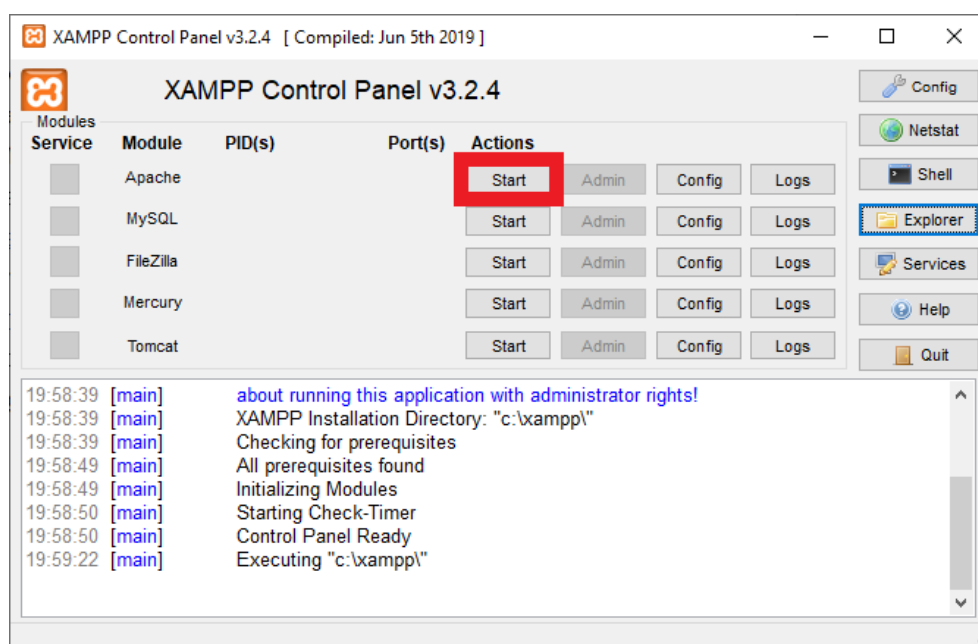 XAMPP Control Panel v3.2.4 [ Compiled: Jun 5th 2019 ]
XAMPP Control Panel v3.2.4
Config
Modules
Netstat
Service Module PID(s) Port(s) Actions
Apache Start Admin Config Logs
Shell
MySQL Start Admin Config Logs
Explorer
FileZilla Start Admin Config Logs
Services
Mercury Start Admin Config Logs
Help
Tomcat Start Admin Config Logs
Quit
19:58:39 [main] about running this application with administrator rights!
19:58:39 [main] XAMPP Installation Directory: "c:\xampp\"
19:58:39 [main] Checking for prerequisites
19:58:49 [main] All prerequisites found
19:58:49 [main] Initializing Modules
19:58:50 [main] Starting Check-Timer
19:58:50 [main] Control Panel Ready
19:59:22 [main] Executing "c:\xampp\"